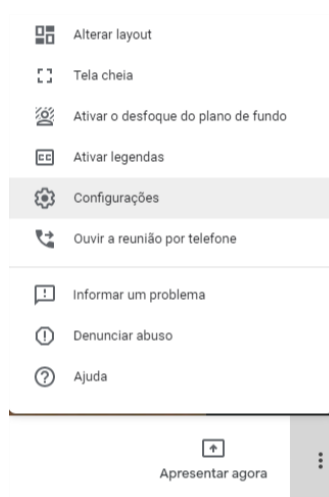 Alterar layout
Tela cheia
Ativar o desfoque do plano de fundo
CC Ativar legendas
Configurações
Ouvir a reunião por telefone
Informar um problema
Denunciar abuso
Ajuda
Apresentar agora